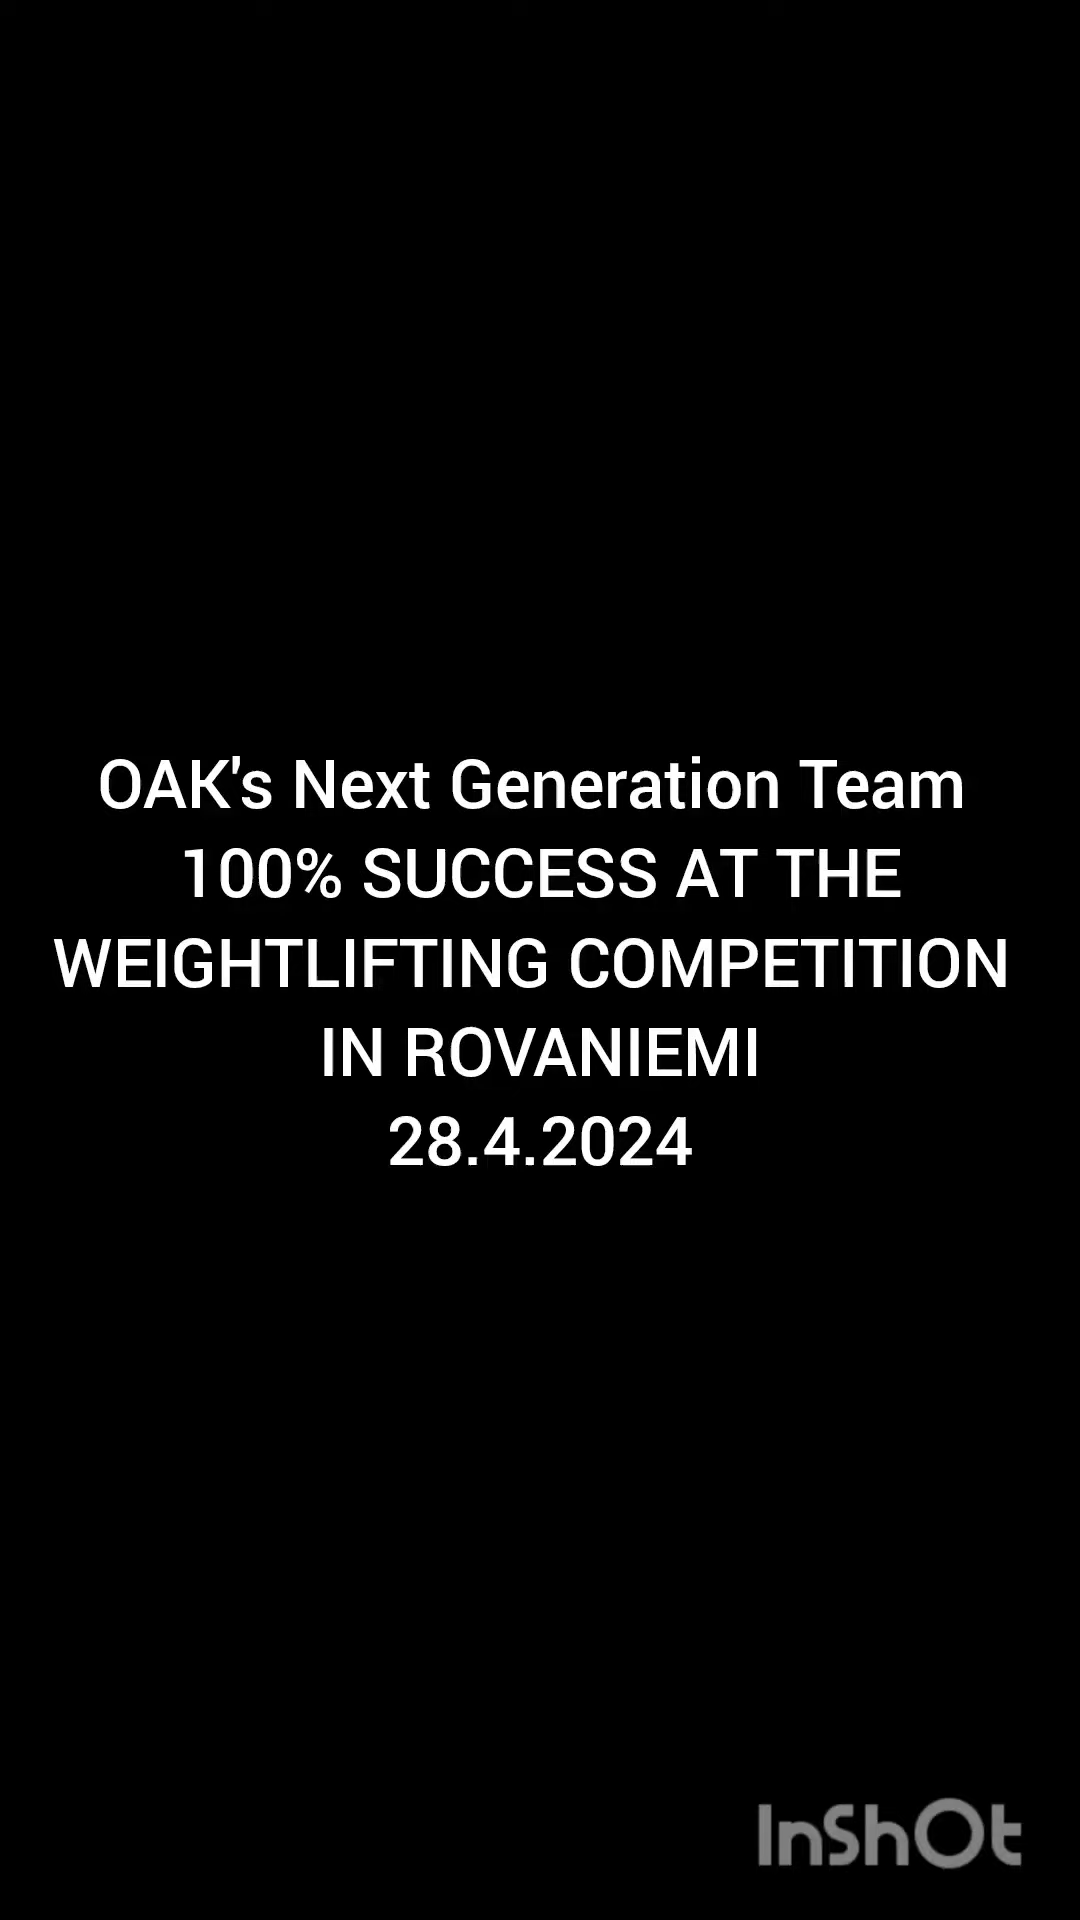 OAK's Next Generation Team
100% SUCCESS AT THE
WEIGHTLIFTING COMPETITION
IN ROVANIEMI
28.4.2024
InShOt